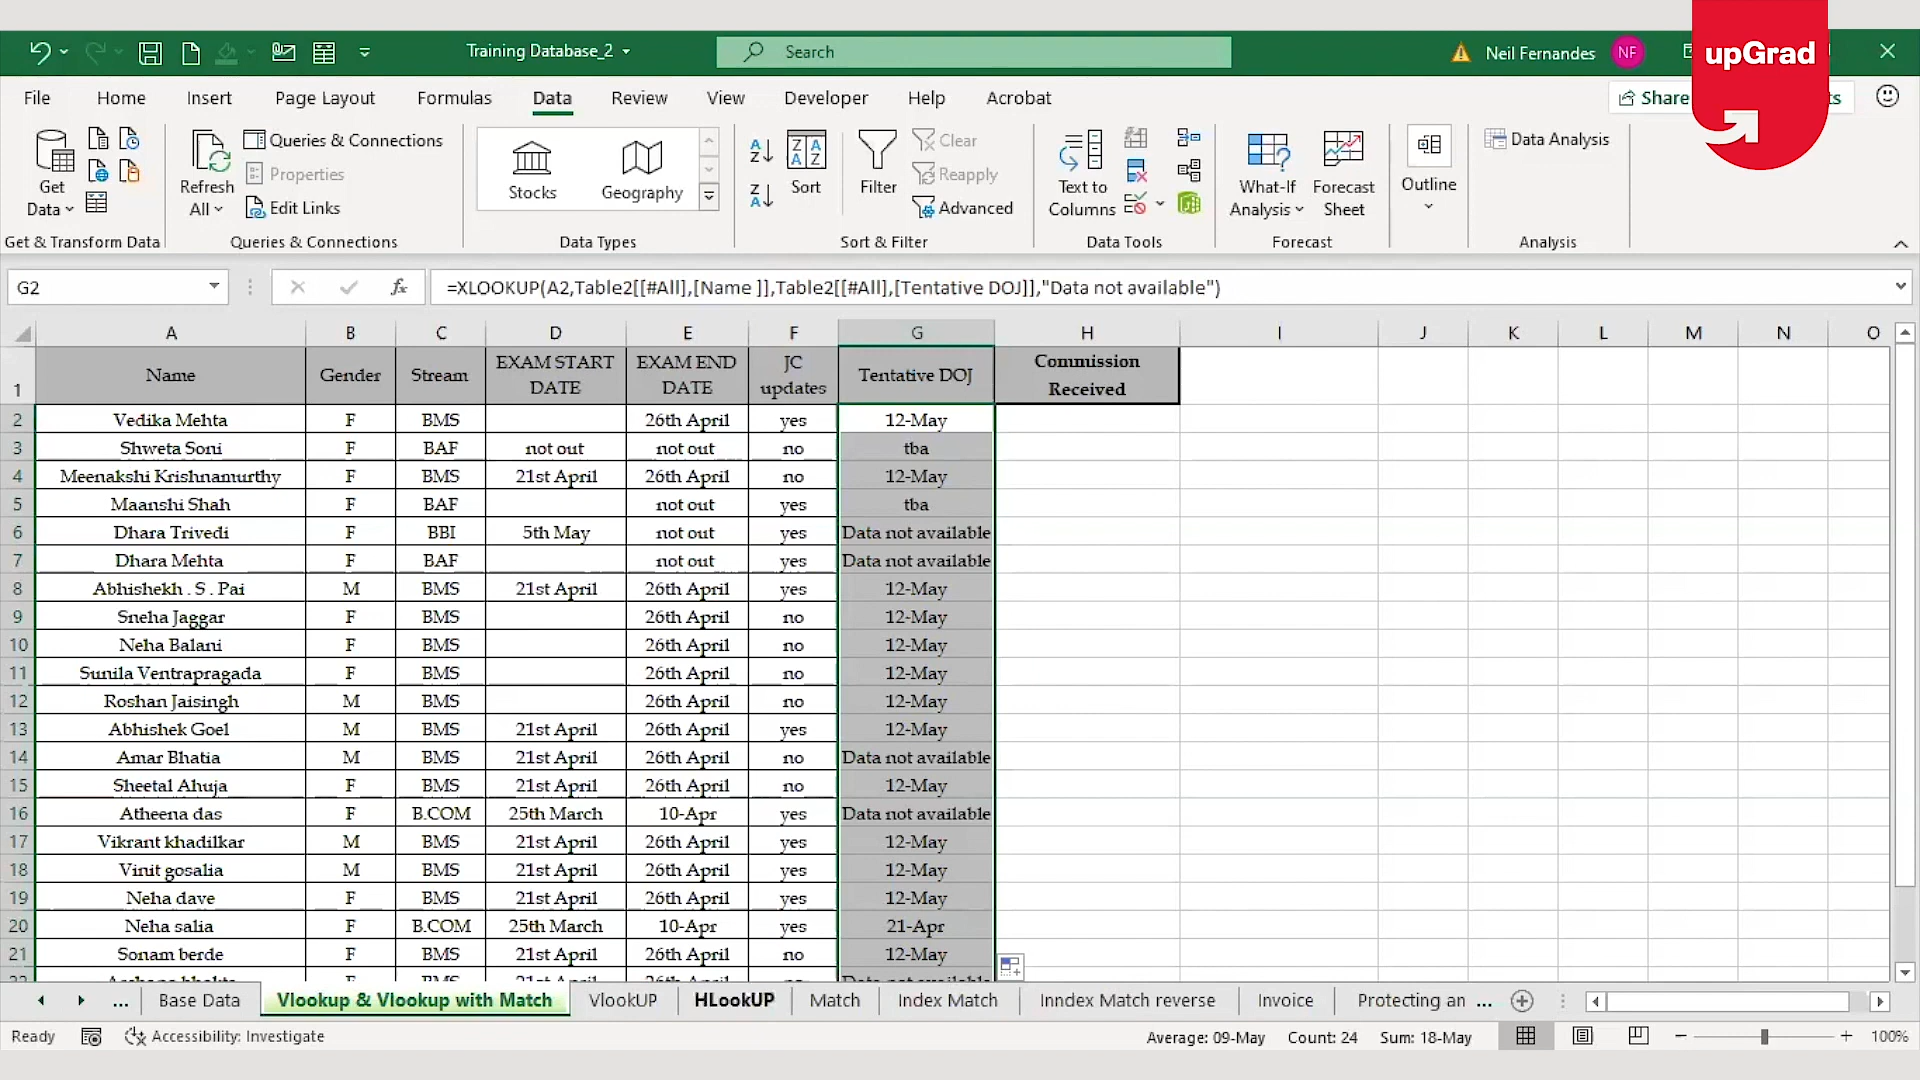 Training Database_2
Search
Neil Fernandes
NF
upGrad
File Home Insert Page Layout Formulas Data Review View Developer Help Acrobat
Share
ts
Get Data
Refresh All
Queries & Connections
Properties
Edit Links
Stocks
Geography
Sort
Filter
Clear
Reapply
Advanced
Text to Columns
What-If Analysis
Forecast Sheet
Outline
Data Analysis
Get & Transform Data Queries & Connections Data Types Sort & Filter Data Tools Forecast Analysis
G2 fx =XLOOKUP(A2,Table2[[#All],[Name ]],Table2[[#All],[Tentative DOJ]],"Data not available")
A B C D E F G H I J K L M N O
1 Name Gender Stream EXAM START DATE EXAM END DATE JC updates Tentative DOJ Commission Received
2 Vedika Mehta F BMS 26th April yes 12-May
3 Shweta Soni F BAF not out not out no tba
4 Meenakshi Krishnamurthy F BMS 21st April 26th April no 12-May
5 Maanshi Shah F BAF not out yes tba
6 Dhara Trivedi F BBI 5th May not out yes Data not available
7 Dhara Mehta F BAF not out yes Data not available
8 Abhishekh . S . Pai M BMS 21st April 26th April yes 12-May
9 Sneha Jaggar F BMS 26th April no 12-May
10 Neha Balani F BMS 26th April no 12-May
11 Sunila Ventrapragada F BMS 26th April no 12-May
12 Roshan Jaisingh M BMS 26th April no 12-May
13 Abhishek Goel M BMS 21st April 26th April yes 12-May
14 Amar Bhatia M BMS 21st April 26th April no Data not available
15 Sheetal Ahuja F BMS 21st April 26th April no 12-May
16 Atheena das F B.COM 25th March 10-Apr yes Data not available
17 Vikrant khadilkar M BMS 21st April 26th April yes 12-May
18 Vinit gosalia M BMS 21st April 26th April yes 12-May
19 Neha dave F BMS 21st April 26th April yes 12-May
20 Neha salia F B.COM 25th March 10-Apr yes 21-Apr
21 Sonam berde F BMS 21st April 26th April no 12-May
... Base Data Vlookup & Vlookup with Match VlookUP HLookUP Match Index Match Inndex Match reverse Invoice Protecting an ...
Ready Accessibility: Investigate Average: 09-May Count: 24 Sum: 18-May 100%